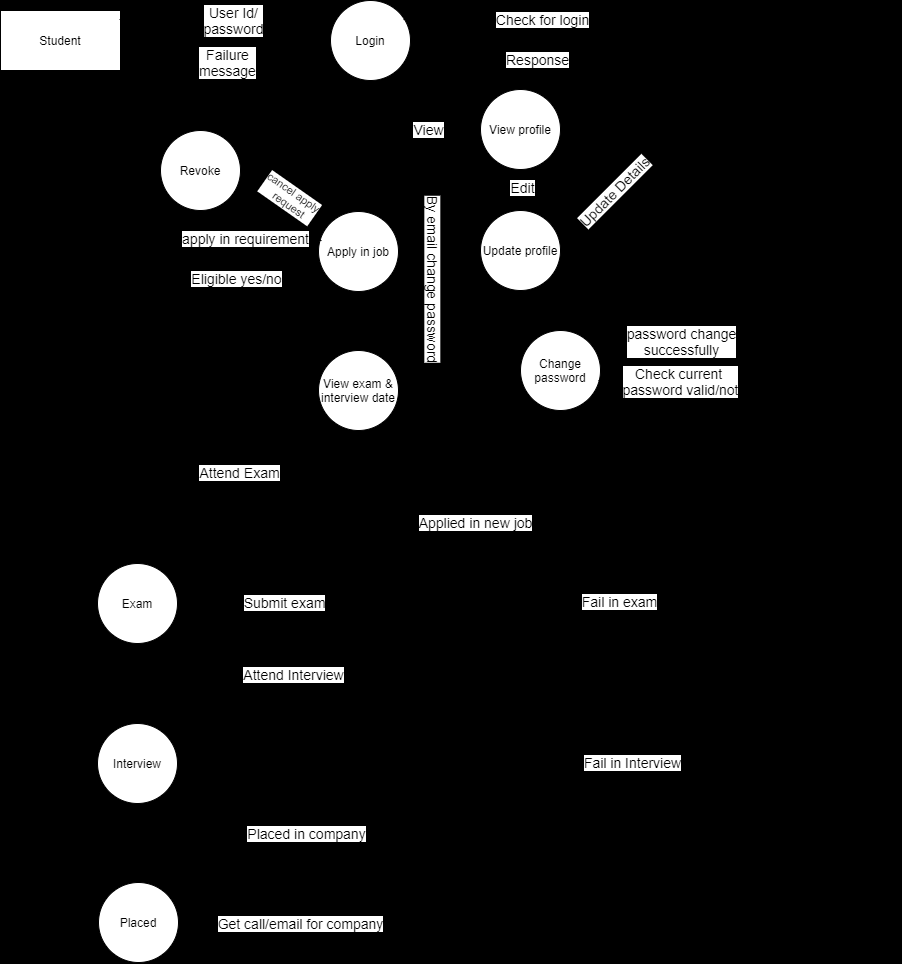 Student
User Id/
password
Failure
message
Login
Check for login
Response
View
View profile
Revoke
cancel apply
request
Edit
Update Details
apply in requirement
Apply in job
By email change password
Update profile
Eligible yes/no
password change
successfully
Change
password
Check current
password valid/not
View exam &
interview date
Attend Exam
Applied in new job
Exam
Submit exam
Fail in exam
Attend Interview
Interview
Fail in Interview
Placed in company
Placed
Get call/email for company